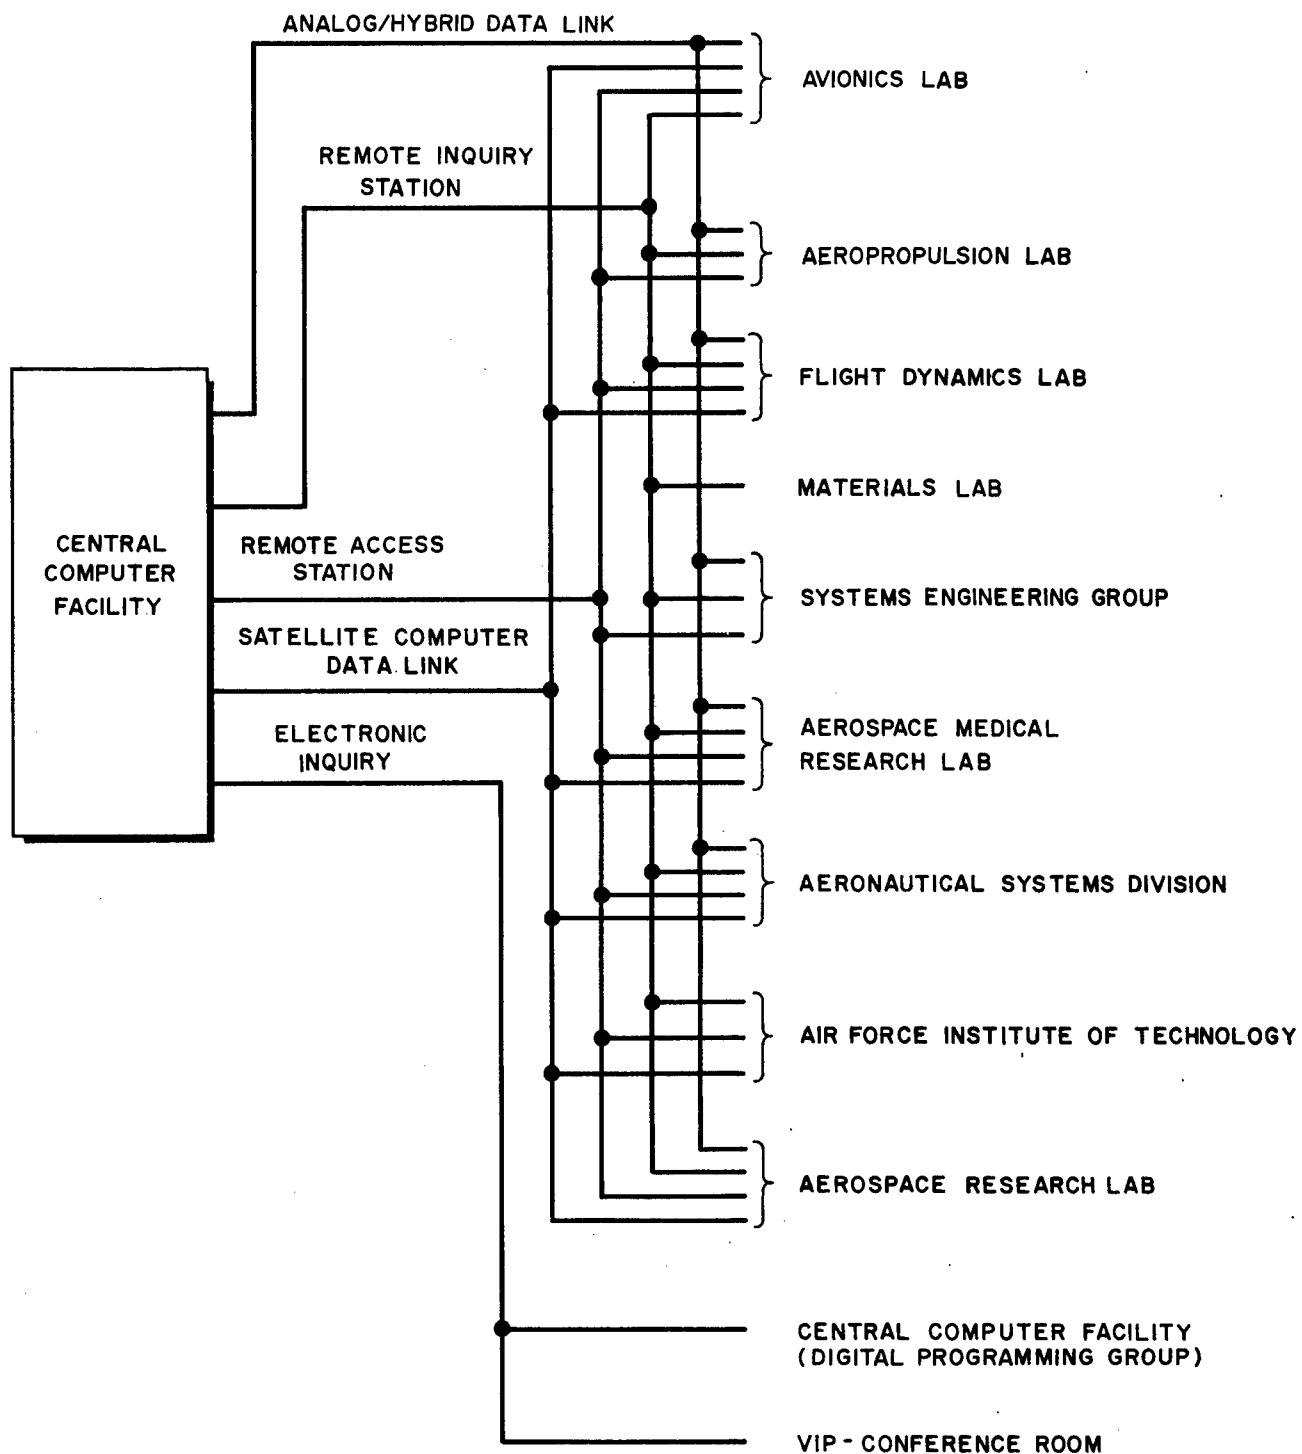 ANALOG/HYBRID DATA LINK
AVIONICS LAB
REMOTE INQUIRY
STATION
AEROPROPULSION LAB
FLIGHT DYNAMICS LAB
MATERIALS LAB
CENTRAL
COMPUTER
FACILITY
REMOTE ACCESS
STATION
SYSTEMS ENGINEERING GROUP
SATELLITE COMPUTER
DATA LINK
ELECTRONIC
INQUIRY
AEROSPACE MEDICAL
RESEARCH LAB
AERONAUTICAL SYSTEMS DIVISION
AIR FORCE INSTITUTE OF TECHNOLOGY
AEROSPACE RESEARCH LAB
CENTRAL COMPUTER FACILITY
(DIGITAL PROGRAMMING GROUP)
VIP - CONFERENCE ROOM